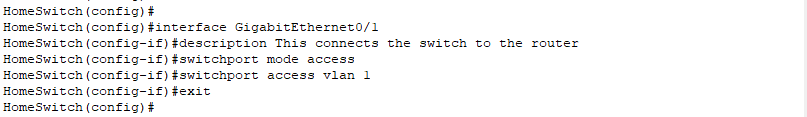 HomeSwitch(config)#
HomeSwitch(config)#interface GigabitEthernet0/1
HomeSwitch(config-if)#description This connects the switch to the router
HomeSwitch(config-if)#switchport mode access
HomeSwitch(config-if)#switchport access vlan 1
HomeSwitch(config-if)#exit
HomeSwitch(config)#